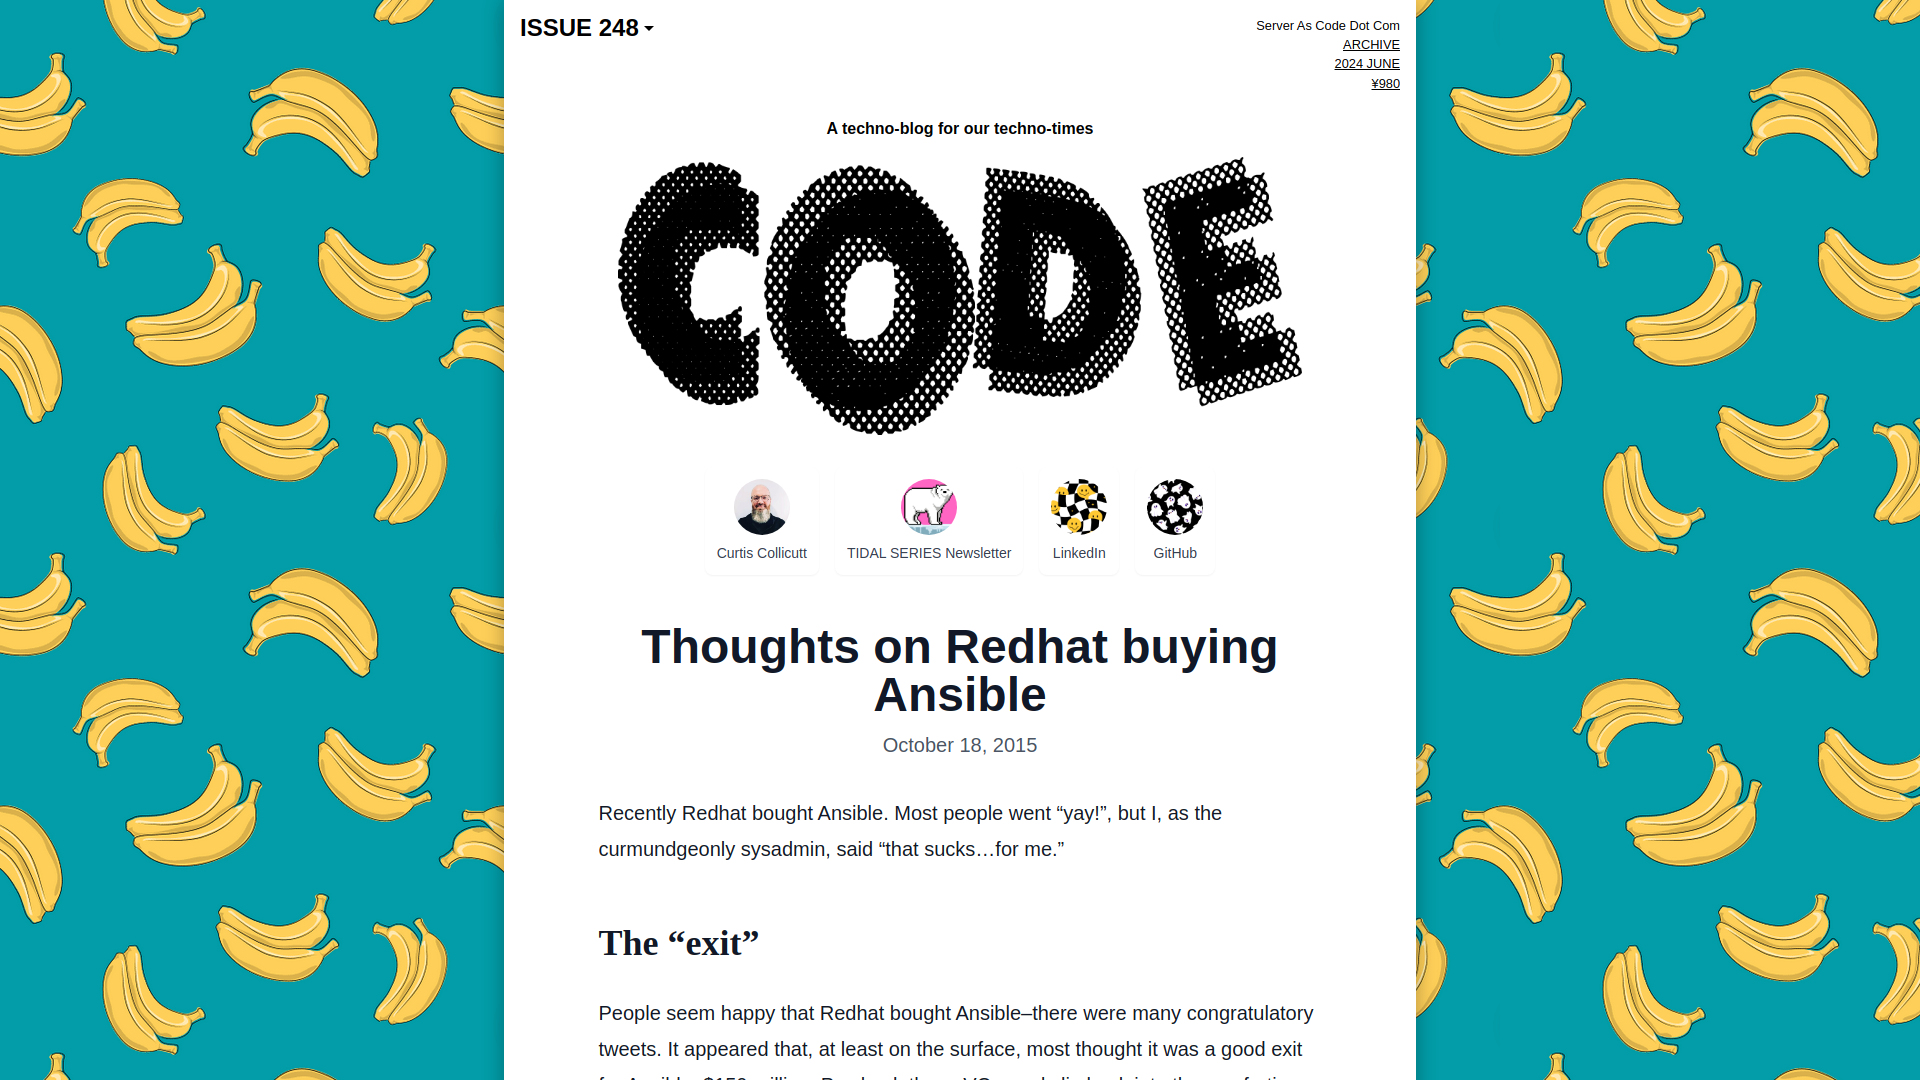 ISSUE 248
Server As Code Dot Com
ARCHIVE
2024 JUNE
¥980
A techno-blog for our techno-times
CODE
Curtis Collicutt
TIDAL SERIES Newsletter
LinkedIn
GitHub
Thoughts on Redhat buying
Ansible
October 18, 2015
Recently Redhat bought Ansible. Most people went “yay!”, but I, as the
curmundgeonly sysadmin, said “that sucks…for me.”
The “exit”
People seem happy that Redhat bought Ansible–there were many congratulatory
tweets. It appeared that, at least on the surface, most thought it was a good exit